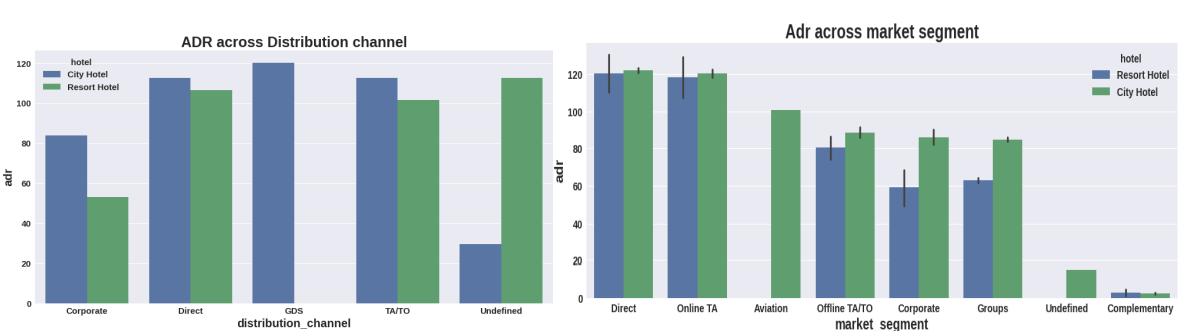 ADR across Distribution channel
hotel
City Hotel
Resort Hotel
120
100
80
60
40
20
0
adr
Corporate Direct GDS TA/TO Undefined
distribution_channel
Adr across market segment
hotel
Resort Hotel
City Hotel
120
100
80
60
40
20
0
adr
Direct Online TA Aviation Offline TA/TO Corporate Groups Undefined Complementary
market_segment